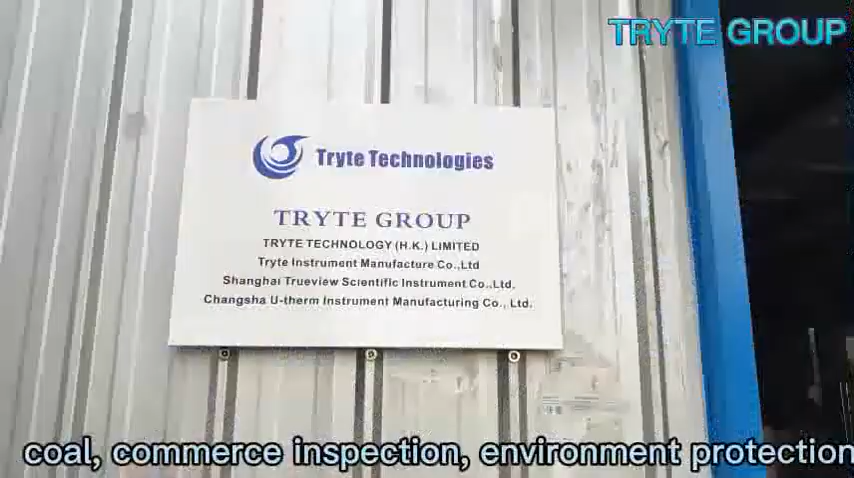 TRYTE GROUP
Tryte Technologies
TRYTE GROUP
TRYTE TECHNOLOGY (H.K.) LIMITED
Tryte Instrument Manufacture Co.,Ltd
Shanghai Trueview Scientific Instrument Co.,Ltd.
Changsha U-therm Instrument Manufacturing Co., Ltd.
coal, commerce inspection, environment protection